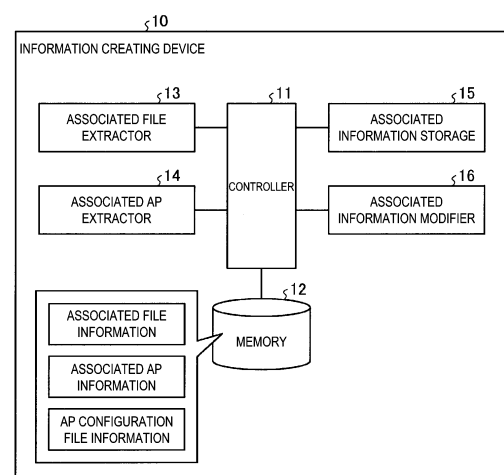 10
INFORMATION CREATING DEVICE
13
ASSOCIATED FILE
EXTRACTOR
11
CONTROLLER
15
ASSOCIATED
INFORMATION STORAGE
14
ASSOCIATED AP
EXTRACTOR
16
ASSOCIATED
INFORMATION MODIFIER
12
MEMORY
ASSOCIATED FILE
INFORMATION
ASSOCIATED AP
INFORMATION
AP CONFIGURATION
FILE INFORMATION